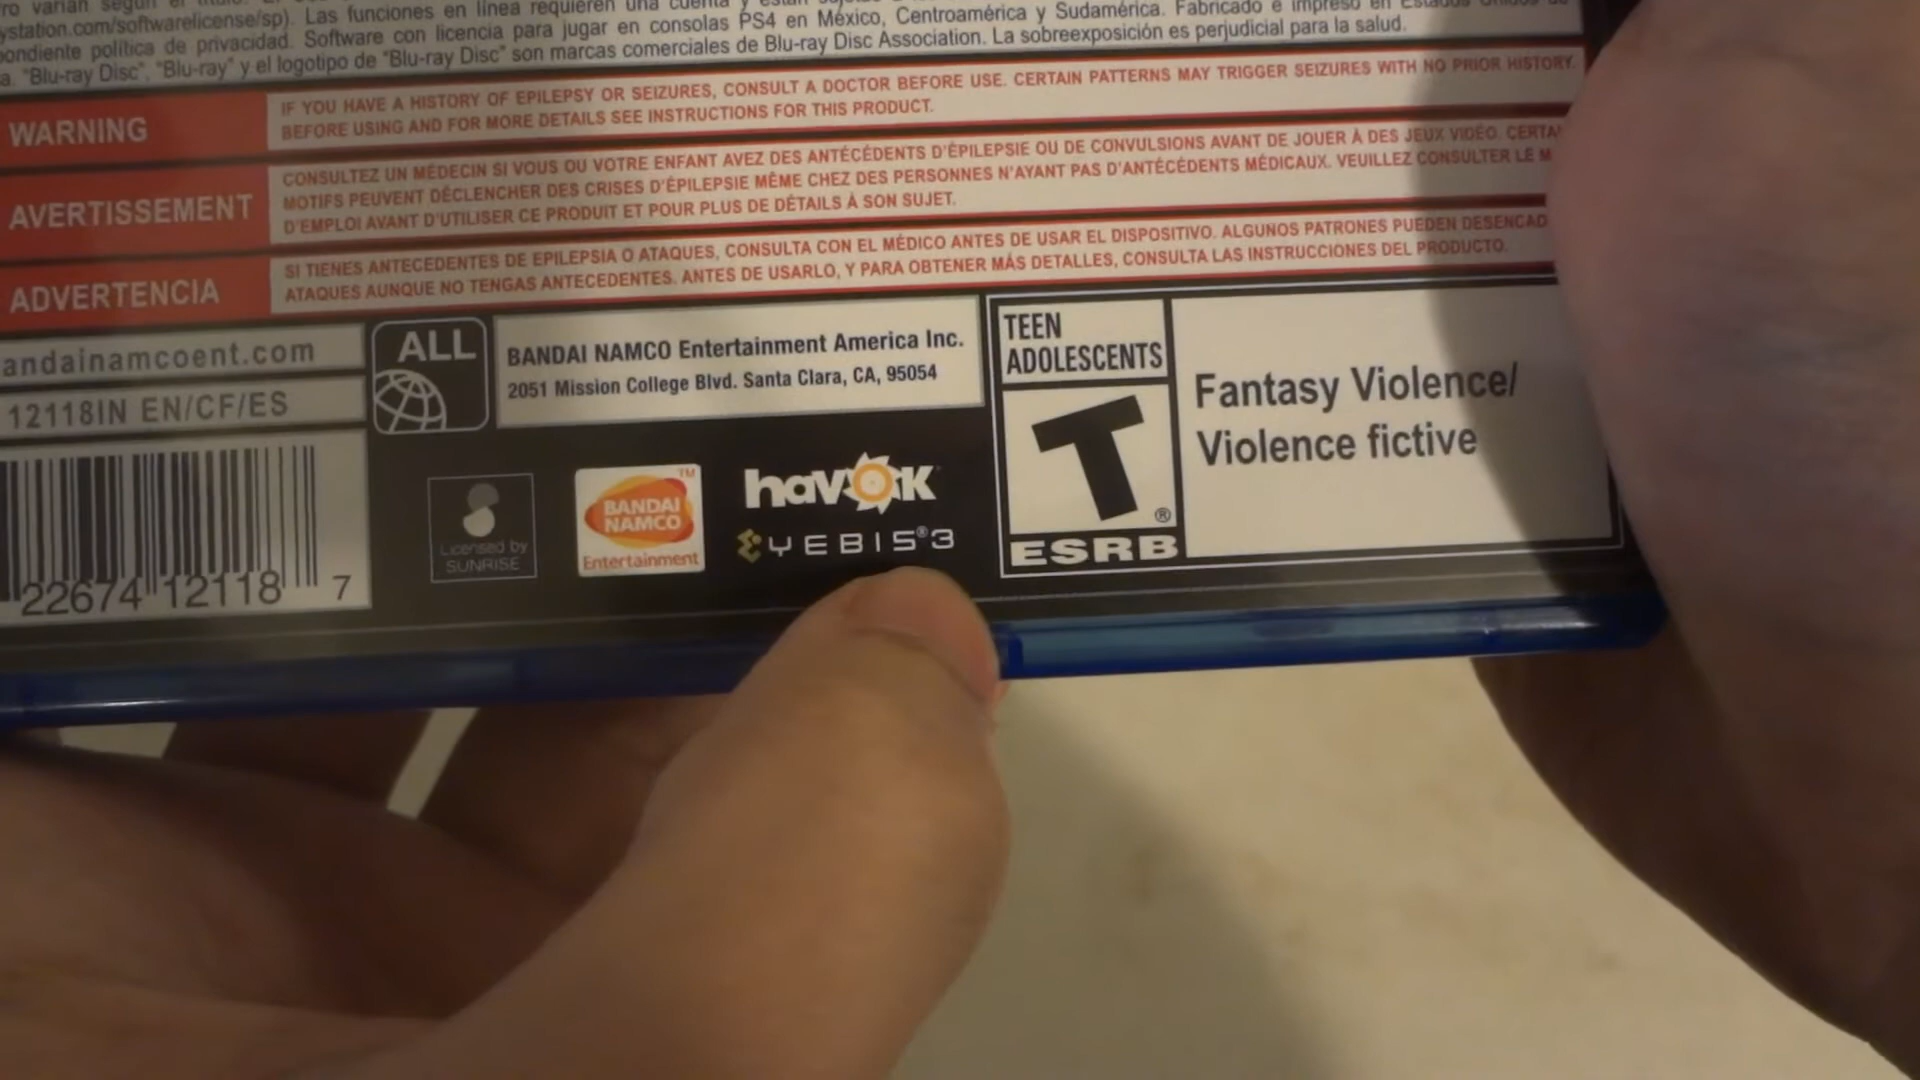 ystation.com/softwarelicense/sp). Las funciones en línea requieren una cuenta y
pondiente política de privacidad. Software con licencia para jugar en consolas PS4 en México, Centroamérica y Sudamérica. Fabricado e impreso en Estados Unidos de
a. "Blu-ray Disc", "Blu-ray" y el logotipo de "Blu-ray Disc" son marcas comerciales de Blu-ray Disc Association. La sobreexposición es perjudicial para la salud.
WARNING
IF YOU HAVE A HISTORY OF EPILEPSY OR SEIZURES, CONSULT A DOCTOR BEFORE USE. CERTAIN PATTERNS MAY TRIGGER SEIZURES WITH NO PRIOR HISTORY.
BEFORE USING AND FOR MORE DETAILS SEE INSTRUCTIONS FOR THIS PRODUCT.
AVERTISSEMENT
CONSULTEZ UN MÉDECIN SI VOUS OU VOTRE ENFANT AVEZ DES ANTÉCÉDENTS D'ÉPILEPSIE OU DE CONVULSIONS AVANT DE JOUER À DES JEUX VIDÉO. CERTA
MOTIFS PEUVENT DÉCLENCHER DES CRISES D'ÉPILEPSIE MÊME CHEZ DES PERSONNES N'AYANT PAS D'ANTÉCÉDENTS MÉDICAUX. VEUILLEZ CONSULTER LE M
D'EMPLOI AVANT D'UTILISER CE PRODUIT ET POUR PLUS DE DÉTAILS À SON SUJET.
ADVERTENCIA
SI TIENES ANTECEDENTES DE EPILEPSIA O ATAQUES, CONSULTA CON EL MÉDICO ANTES DE USAR EL DISPOSITIVO. ALGUNOS PATRONES PUEDEN DESENCAD
ATAQUES AUNQUE NO TENGAS ANTECEDENTES. ANTES DE USARLO, Y PARA OBTENER MÁS DETALLES, CONSULTA LAS INSTRUCCIONES DEL PRODUCTO.
andainamcoent.com
12118IN EN/CF/ES
22674 12118 7
ALL
BANDAI NAMCO Entertainment America Inc.
2051 Mission College Blvd. Santa Clara, CA, 95054
Licensed by
SUNRISE
TM
BANDAI
NAMCO
Entertainment
havok
YEBIS®3
TEEN
ADOLESCENTS
T®
ESRB
Fantasy Violence/
Violence fictive